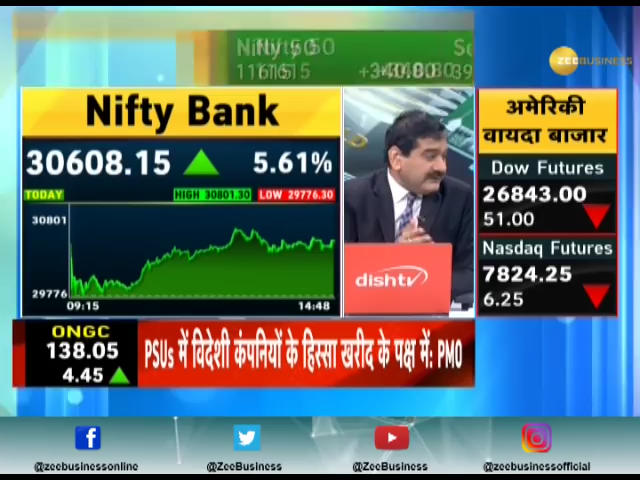 Nifty 50
ZEE BUSINESS
Nifty Bank
30608.15 5.61%
TODAY HIGH 30801.30 LOW 29776.30
30801
29776
09:15 14:48
dishtv
अमेरिकी
वायदा बाजार
Dow Futures
26843.00
51.00
Nasdaq Futures
7824.25
6.25
ONGC
138.05
4.45
PSUs में विदेशी कंपनियों के हिस्सा खरीद के पक्ष में: PMO
@zeebusinessonline @ZeeBusiness @ZeeBusiness @zeebusinessofficial